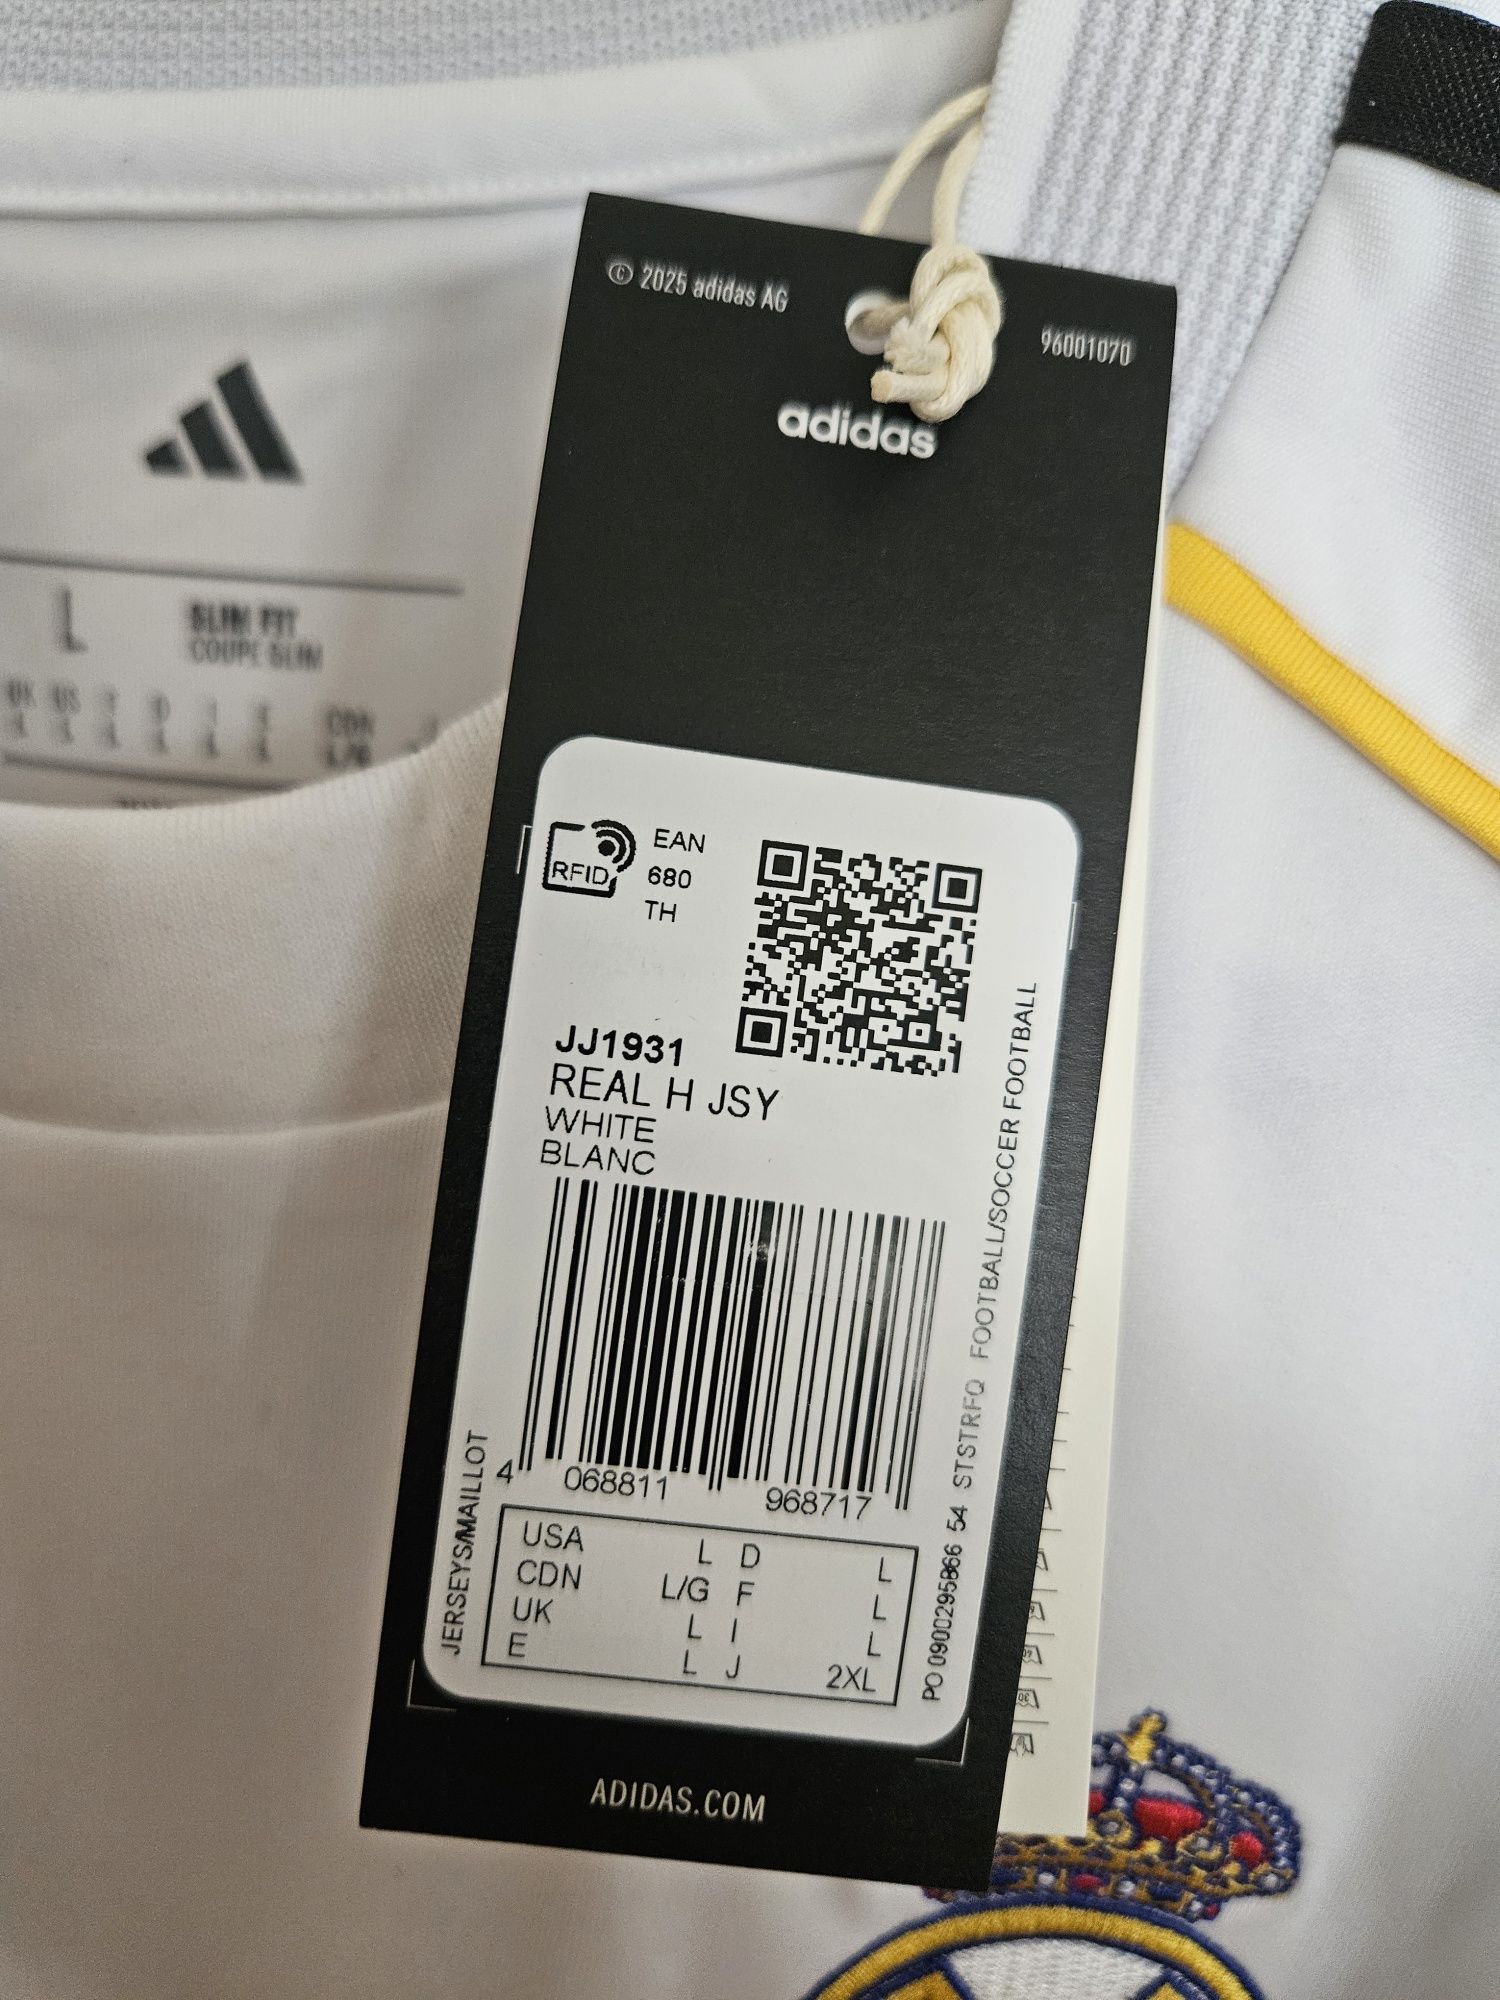 © 2025 adidas AG
96001070
adidas
L
SLIM FIT
COUPE SLIM
CDN
L/G
RFID
EAN
680
TH
JJ1931
REAL H JSY
WHITE
BLANC
4 068811 968717
JERSEYS/MAILLOT
PO 0900295866 54 STSTRFQ FOOTBALL/SOCCER FOOTBALL
USA L D L
CDN L/G F L
UK L I L
E L J 2XL
ADIDAS.COM